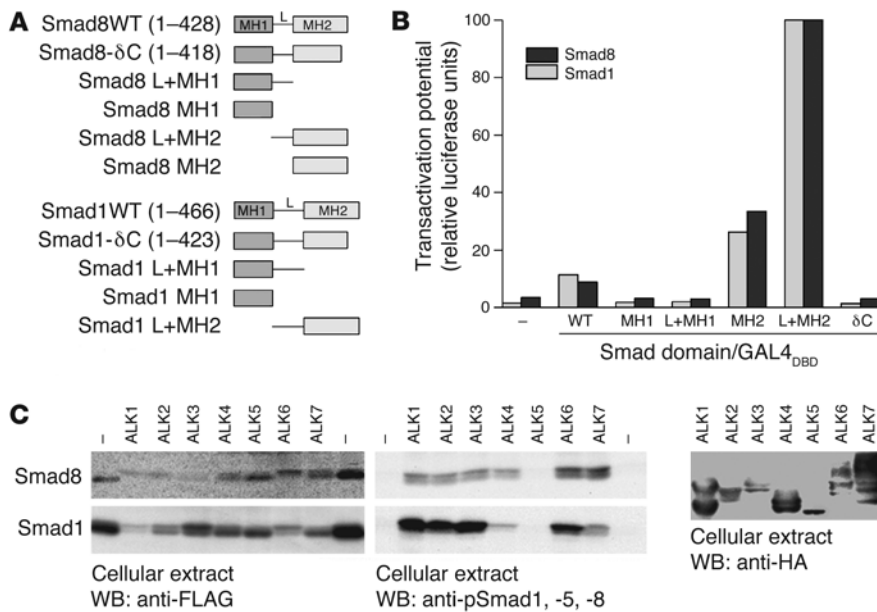 A
Smad8WT (1–428)
MH1
L
MH2
Smad8-δC (1–418)
Smad8 L+MH1
Smad8 MH1
Smad8 L+MH2
Smad8 MH2
Smad1WT (1–466)
MH1
L
MH2
Smad1-δC (1–423)
Smad1 L+MH1
Smad1 MH1
Smad1 L+MH2
B
Transactivation potential
(relative luciferase units)
100
80
60
40
20
0
Smad8
Smad1
– WT MH1 L+MH1 MH2 L+MH2 δC
Smad domain/GAL4DBD
C
– ALK1 ALK2 ALK3 ALK4 ALK5 ALK6 ALK7 –
Smad8
Smad1
Cellular extract
WB: anti-FLAG
– ALK1 ALK2 ALK3 ALK4 ALK5 ALK6 ALK7 –
Cellular extract
WB: anti-pSmad1, -5, -8
ALK1 ALK2 ALK3 ALK4 ALK5 ALK6 ALK7
Cellular extract
WB: anti-HA